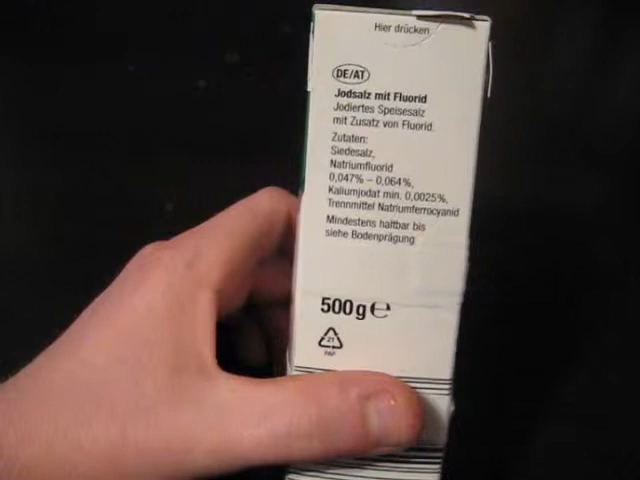 Hier drücken
DE/AT
Jodsalz mit Fluorid
Jodiertes Speisesalz
mit Zusatz von Fluorid.
Zutaten:
Siedesalz,
Natriumfluorid
0,047% – 0,064%,
Kaliumjodat min. 0,0025%,
Trennmittel Natriumferrocyanid
Mindestens haltbar bis
siehe Bodenprägung
500 g ℮
21
PAP